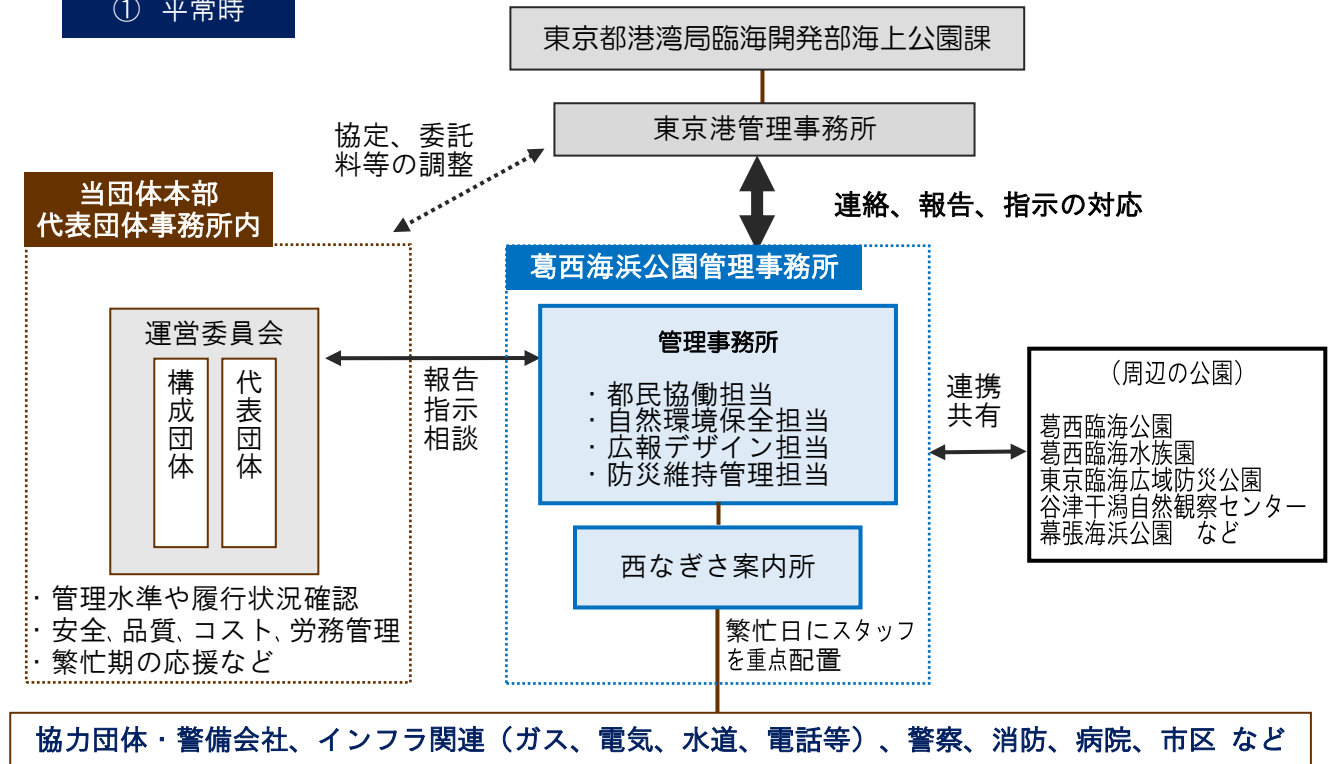 ① 平常時
東京都港湾局臨海開発部海上公園課
東京港管理事務所
協定、委託
料等の調整
連絡、報告、指示の対応
当団体本部
代表団体事務所内
運営委員会
構成団体
代表団体
・管理水準や履行状況確認
・安全、品質、コスト、労務管理
・繁忙期の応援など
報告
指示
相談
葛西海浜公園管理事務所
管理事務所
・都民協働担当
・自然環境保全担当
・広報デザイン担当
・防災維持管理担当
西なぎさ案内所
繁忙日にスタッフ
を重点配置
連携
共有
（周辺の公園）
葛西臨海公園
葛西臨海水族園
東京臨海広域防災公園
谷津干潟自然観察センター
幕張海浜公園 など
協力団体・警備会社、インフラ関連（ガス、電気、水道、電話等）、警察、消防、病院、市区 など